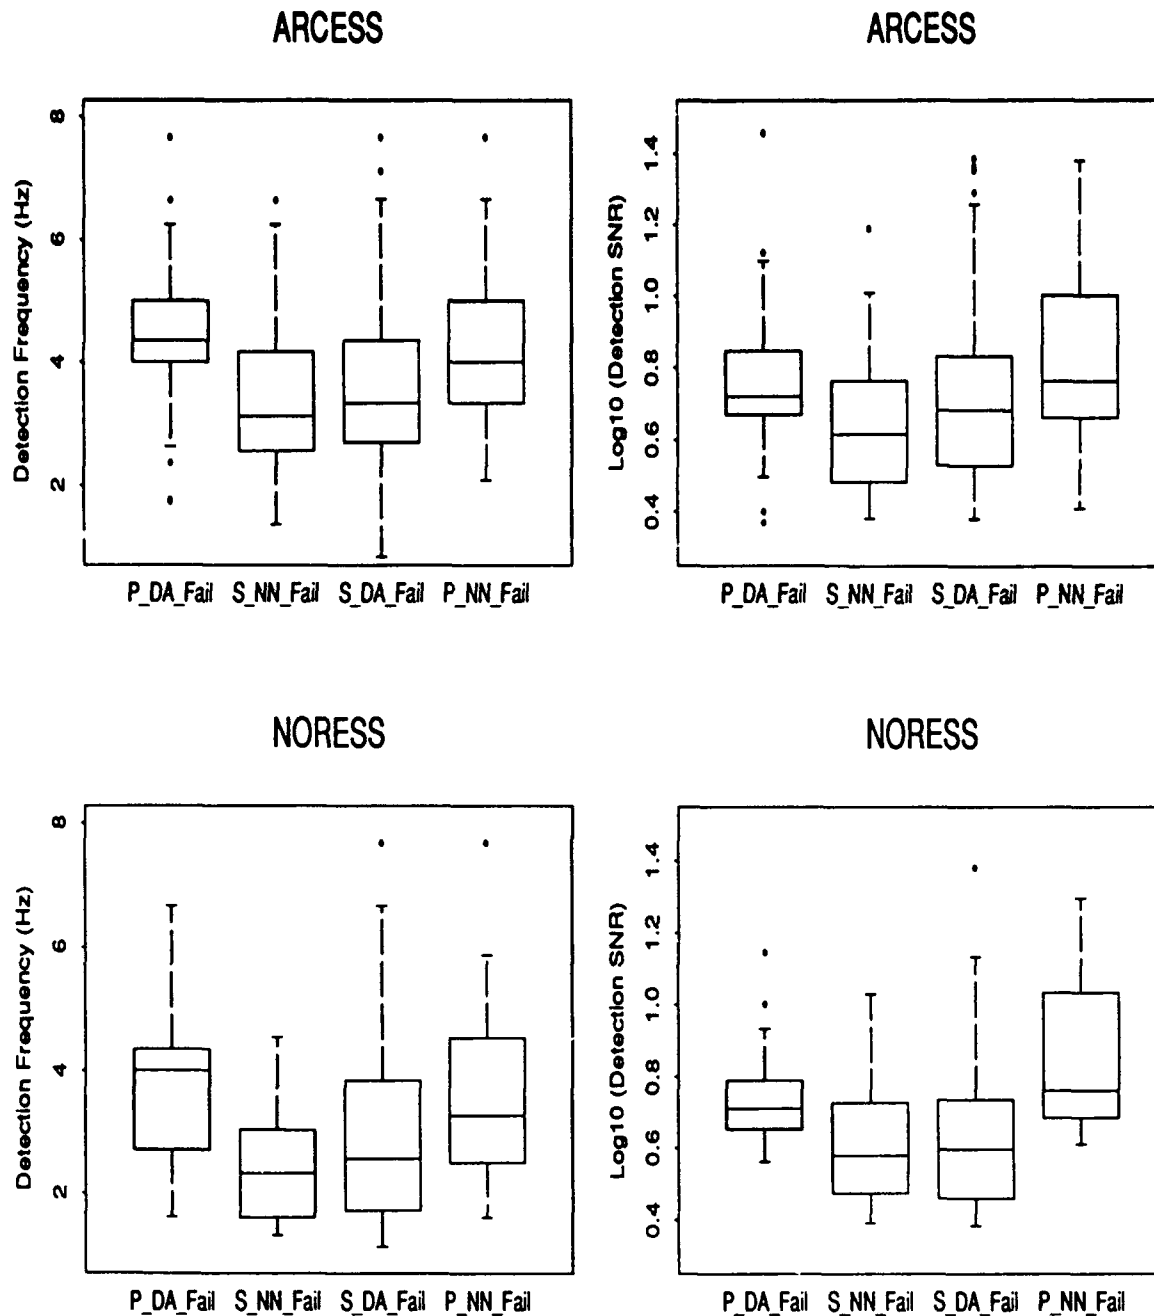 ARCESS
Detection Frequency (Hz)
8
6
4
2
P_DA_Fail S_NN_Fail S_DA_Fail P_NN_Fail
ARCESS
Log10 (Detection SNR)
1.4
1.2
1.0
0.8
0.6
0.4
P_DA_Fail S_NN_Fail S_DA_Fail P_NN_Fail
NORESS
Detection Frequency (Hz)
8
6
4
2
P_DA_Fail S_NN_Fail S_DA_Fail P_NN_Fail
NORESS
Log10 (Detection SNR)
1.4
1.2
1.0
0.8
0.6
0.4
P_DA_Fail S_NN_Fail S_DA_Fail P_NN_Fail